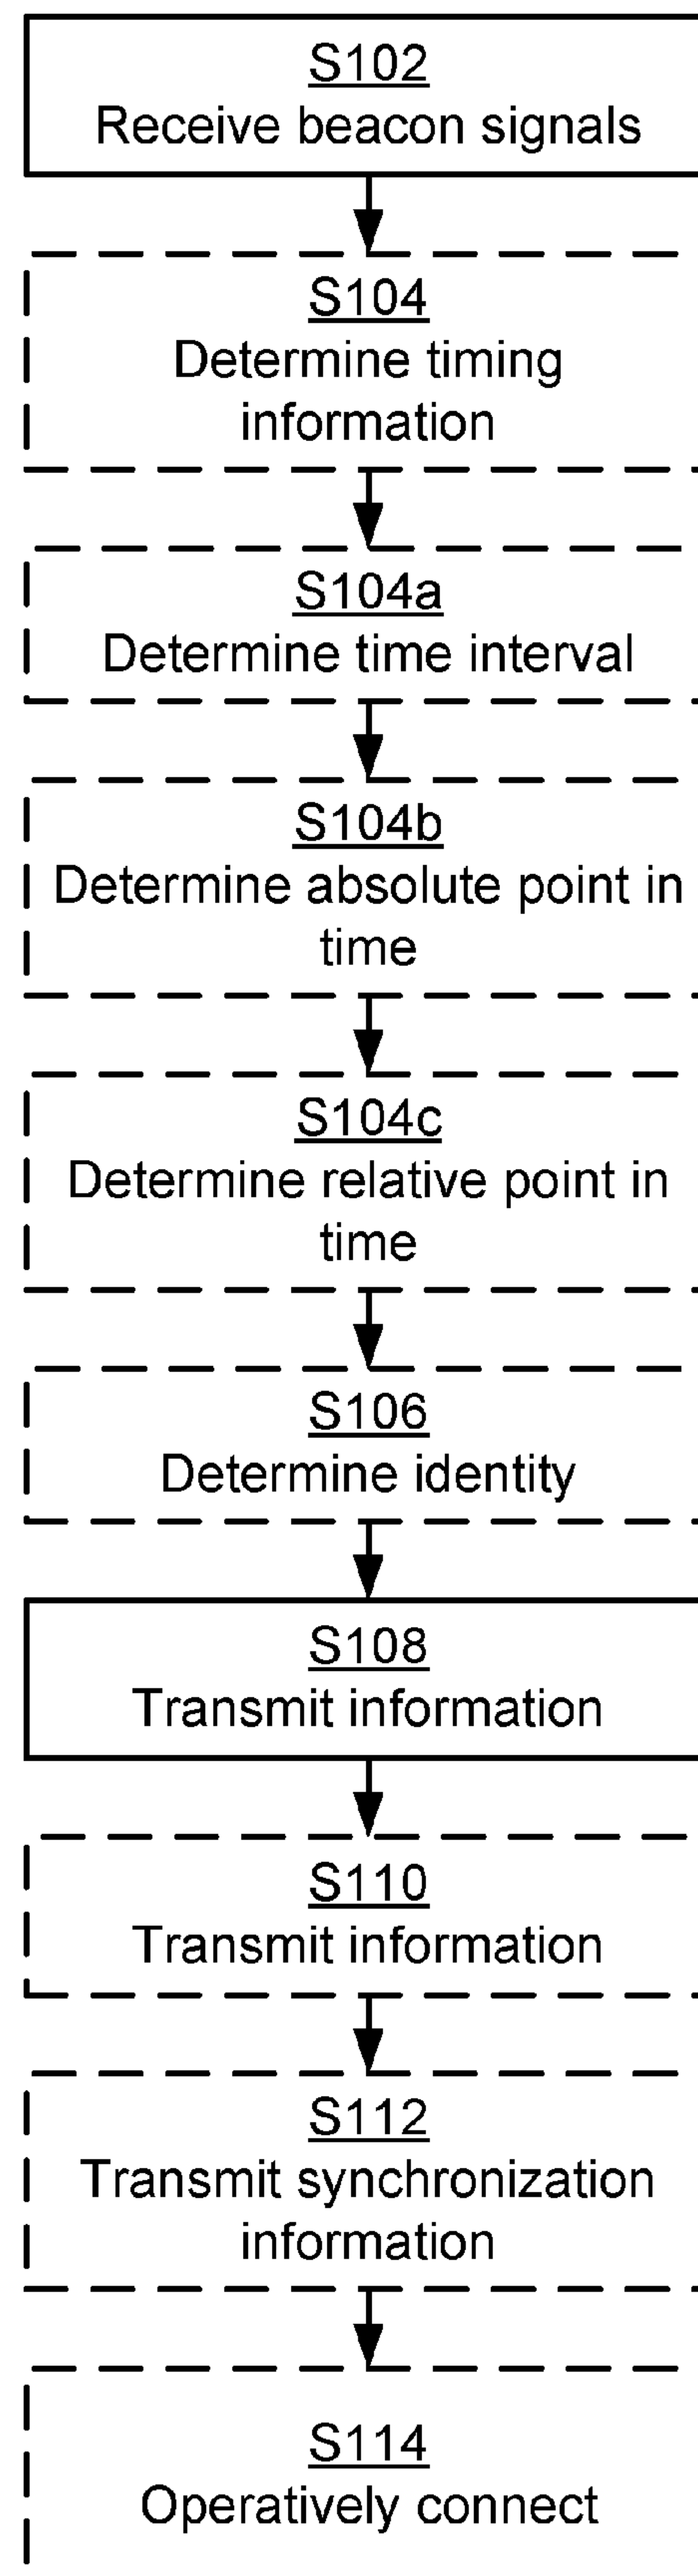 S102
Receive beacon signals
S104
Determine timing
information
S104a
Determine time interval
S104b
Determine absolute point in
time
S104c
Determine relative point in
time
S106
Determine identity
S108
Transmit information
S110
Transmit information
S112
Transmit synchronization
information
S114
Operatively connect